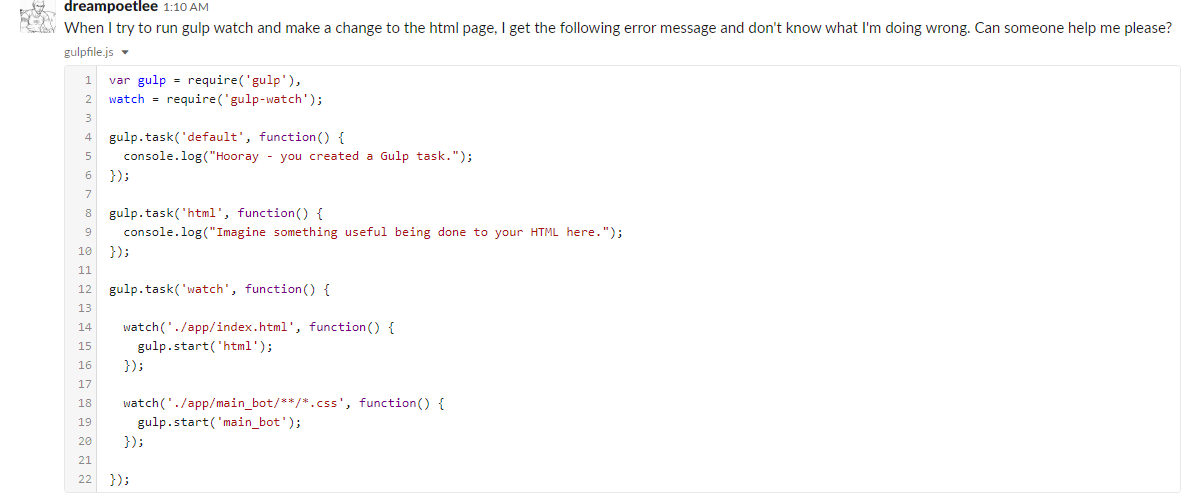 dreampoetlee 1:10 AM
When I try to run gulp watch and make a change to the html page, I get the following error message and don't know what I'm doing wrong. Can someone help me please?
gulpfile.js
1 var gulp = require('gulp'),
2 watch = require('gulp-watch');
3
4 gulp.task('default', function() {
5   console.log("Hooray - you created a Gulp task.");
6 });
7
8 gulp.task('html', function() {
9   console.log("Imagine something useful being done to your HTML here.");
10 });
11
12 gulp.task('watch', function() {
13
14   watch('./app/index.html', function() {
15     gulp.start('html');
16   });
17
18   watch('./app/main_bot/**/*.css', function() {
19     gulp.start('main_bot');
20   });
21
22 });